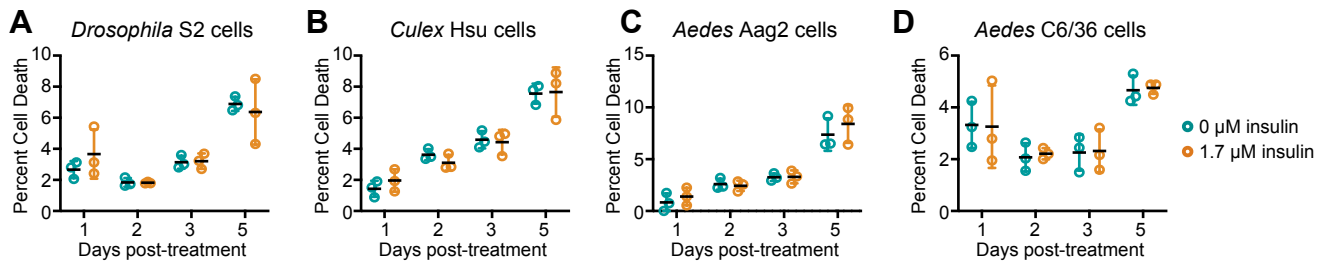 A
Drosophila S2 cells
Percent Cell Death
10
8
6
4
2
0
1
2
3
5
Days post-treatment
B
Culex Hsu cells
Percent Cell Death
10
8
6
4
2
0
1
2
3
5
Days post-treatment
C
Aedes Aag2 cells
Percent Cell Death
15
10
5
0
1
2
3
5
Days post-treatment
D
Aedes C6/36 cells
Percent Cell Death
6
4
2
0
1
2
3
5
Days post-treatment
0 µM insulin
1.7 µM insulin